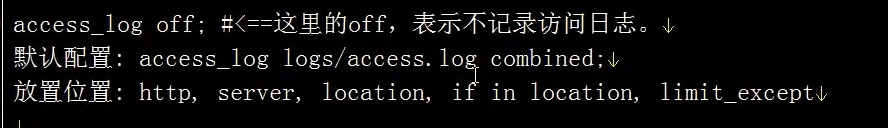 access_log off; #<==这里的off，表示不记录访问日志。↓
默认配置: access_log logs/access.log combined;↓
放置位置: http, server, location, if in location, limit_except↓